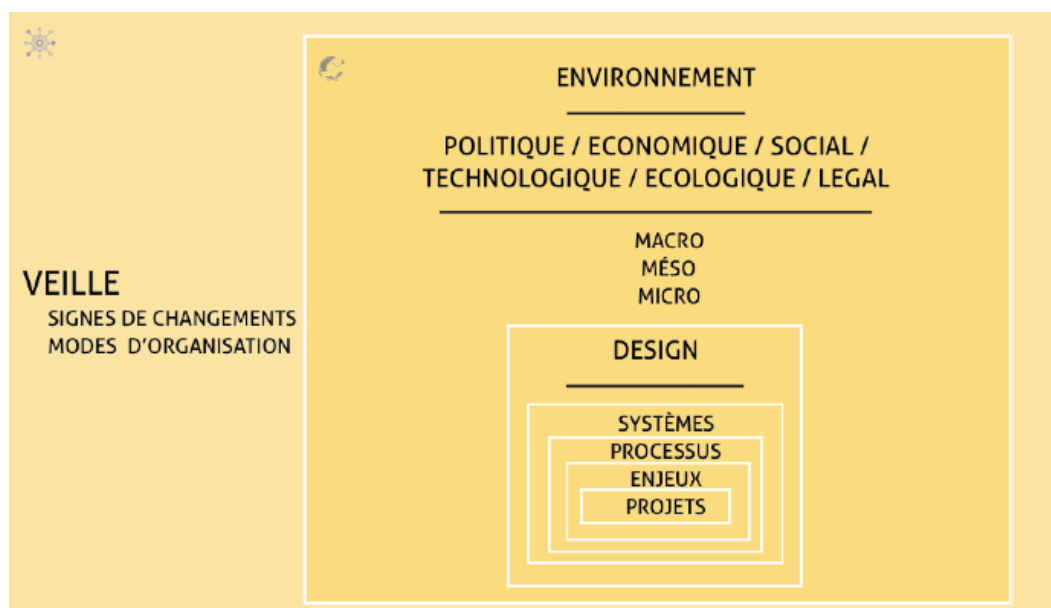 ENVIRONNEMENT
POLITIQUE / ECONOMIQUE / SOCIAL /
TECHNOLOGIQUE / ECOLOGIQUE / LEGAL
MACRO
MÉSO
MICRO
VEILLE
SIGNES DE CHANGEMENTS
MODES D'ORGANISATION
DESIGN
SYSTÈMES
PROCESSUS
ENJEUX
PROJETS